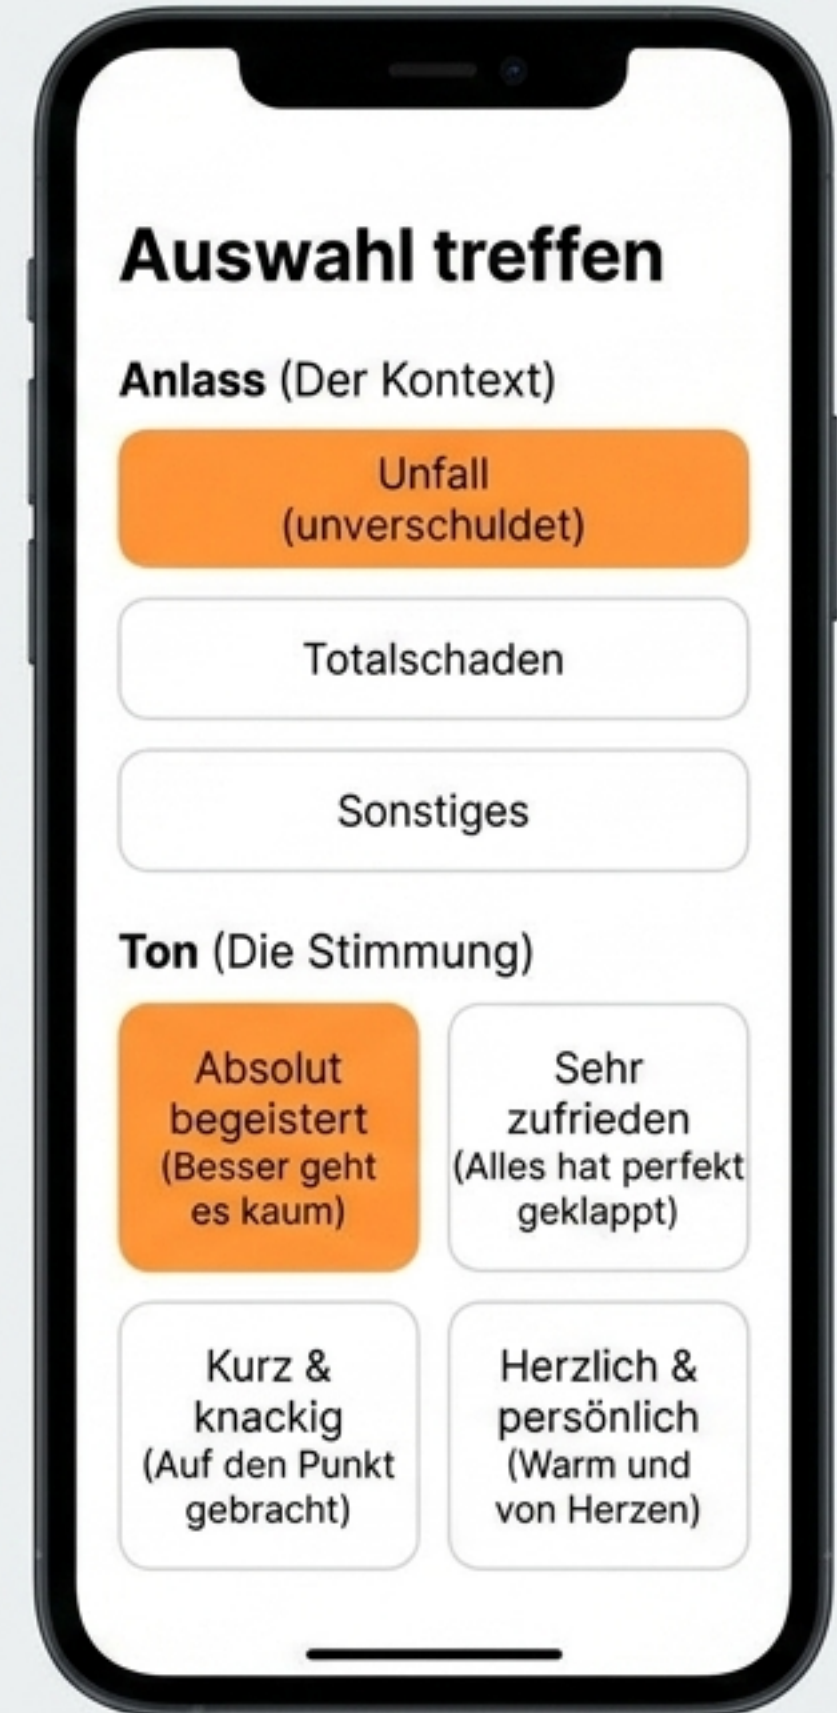 Auswahl treffen
Anlass (Der Kontext)
Unfall
(unverschuldet)
Totalschaden
Sonstiges
Ton (Die Stimmung)
Absolut
begeistert
(Besser geht
es kaum)
Sehr
zufrieden
(Alles hat perfekt
geklappt)
Kurz &
knackig
(Auf den Punkt
gebracht)
Herzlich &
persönlich
(Warm und
von Herzen)